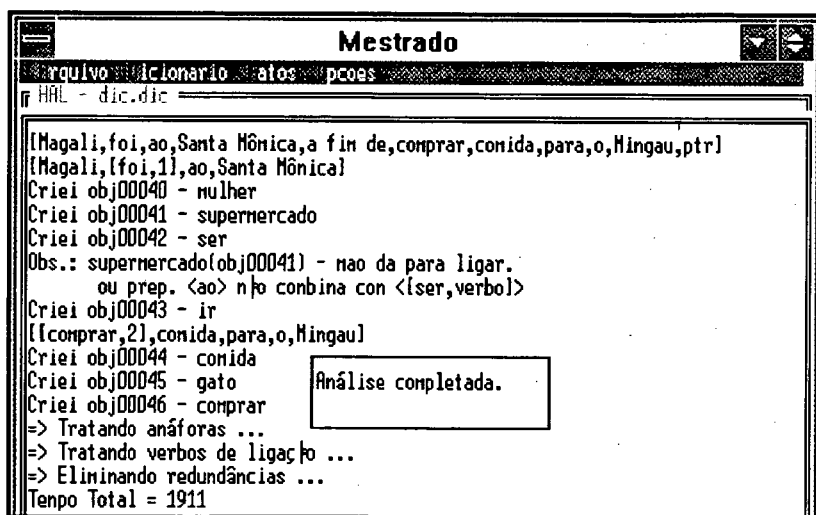 Mestrado
rquivo icionario atos pcoes
HAL - dic.dic
[Magali,foi,ao,Santa Mônica,a fim de,comprar,comida,para,o,Mingau,ptr]
[Magali,[foi,1],ao,Santa Mônica]
Criei obj00040 - mulher
Criei obj00041 - supermercado
Criei obj00042 - ser
Obs.: supermercado(obj00041) - nao da para ligar.
ou prep. <ao> n├o combina com <[ser,verbo]>
Criei obj00043 - ir
[[comprar,2],comida,para,o,Mingau]
Criei obj00044 - comida
Criei obj00045 - gato
Criei obj00046 - comprar
Análise completada.
=> Tratando anáforas ...
=> Tratando verbos de ligaç├o ...
=> Eliminando redundâncias ...
Tempo Total = 1911